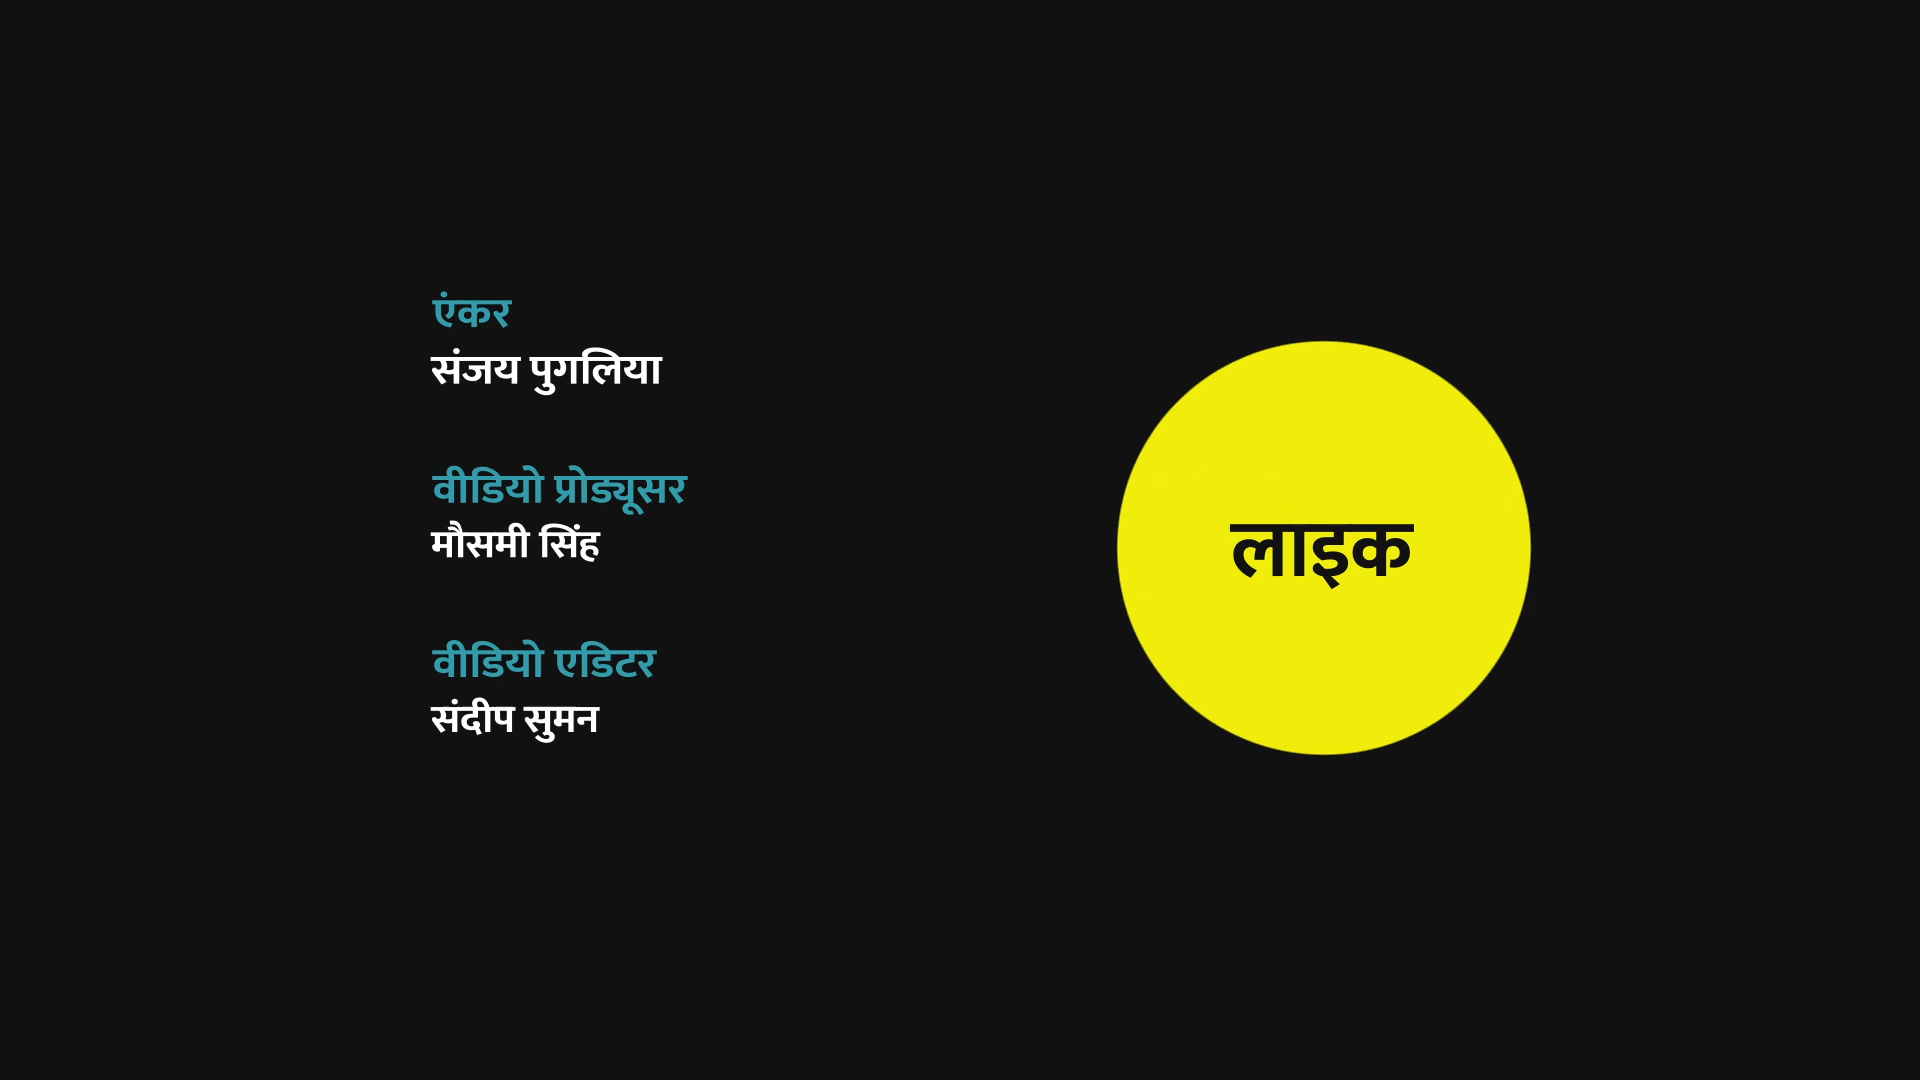 एंकर
संजय पुगलिया
वीडियो प्रोड्यूसर
मौसमी सिंह
वीडियो एडिटर
संदीप सुमन
लाइक